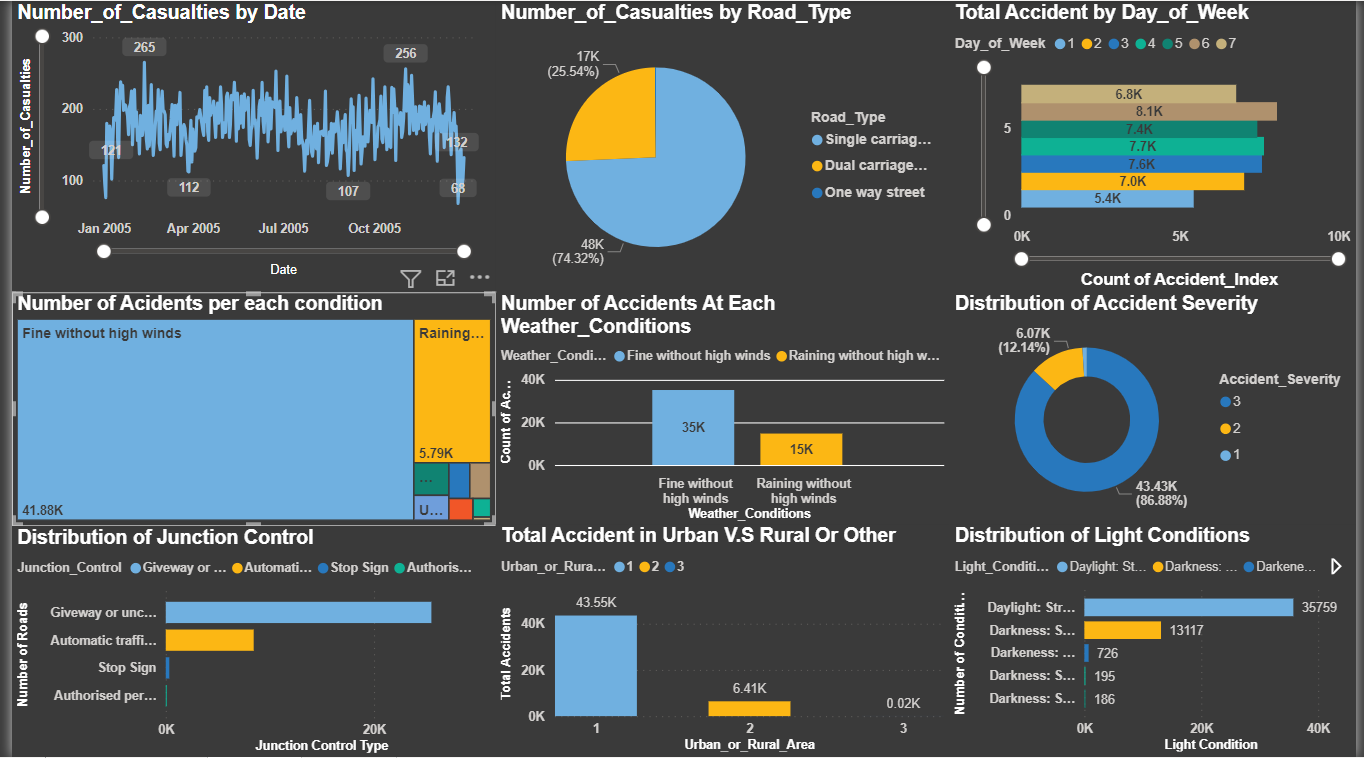 Number_of_Casualties by Date
300
265
256
200
121
132
112
107
68
100
Number_of_Casualties
Jan 2005
Apr 2005
Jul 2005
Oct 2005
Date
Number_of_Casualties by Road_Type
17K
(25.54%)
48K
(74.32%)
Road_Type
Single carriag...
Dual carriage...
One way street
Total Accident by Day_of_Week
Day_of_Week 1 2 3 4 5 6 7
6.8K
8.1K
5
7.4K
7.7K
7.6K
7.0K
5.4K
0
0K
5K
10K
Count of Accident_Index
Number of Acidents per each condition
Fine without high winds
Raining...
5.79K
...
U...
41.88K
Number of Accidents At Each
Weather_Conditions
Weather_Condi... Fine without high winds Raining without high w...
Count of Ac...
40K
20K
0K
35K
15K
Fine without
high winds
Raining without
high winds
Weather_Conditions
Distribution of Accident Severity
6.07K
(12.14%)
43.43K
(86.88%)
Accident_Severity
3
2
1
Distribution of Junction Control
Junction_Control Giveway or ... Automati... Stop Sign Authoris...
Number of Roads
Giveway or unc...
Automatic traffi...
Stop Sign
Authorised per...
0K
20K
Junction Control Type
Total Accident in Urban V.S Rural Or Other
Urban_or_Rura... 1 2 3
Total Accidents
43.55K
40K
20K
6.41K
0.02K
0K
1
2
3
Urban_or_Rural_Area
Distribution of Light Conditions
Light_Conditi... Daylight: St... Darkness: ... Darkene...
Number of Conditi...
Daylight: Str... 35759
Darkness: S... 13117
Darkeness: ... 726
Darkness: S... 195
Darkness: S... 186
0K
20K
40K
Light Condition